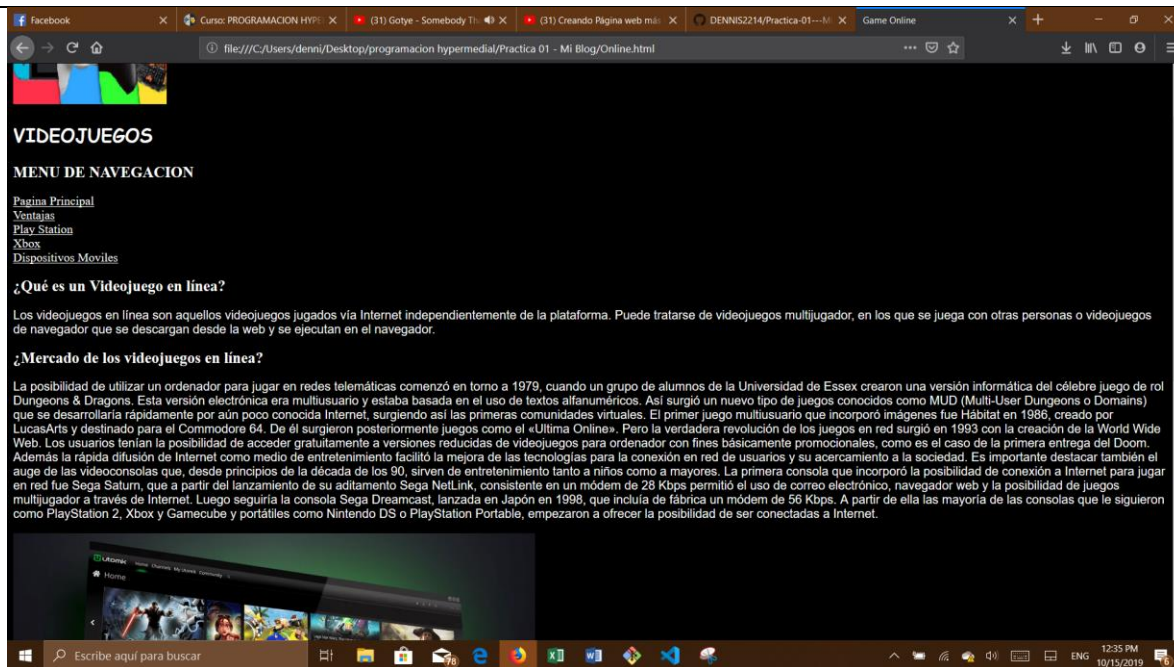 Facebook
Curso: PROGRAMACION HYPE
(31) Gotye - Somebody Th
(31) Creando Página web más
DENNIS2214/Practica-01---M
Game Online
file:///C:/Users/denni/Desktop/programacion hypermedial/Practica 01 - Mi Blog/Online.html
VIDEOJUEGOS
MENU DE NAVEGACION
Pagina Principal
Ventajas
Play Station
Xbox
Dispositivos Moviles
¿Qué es un Videojuego en línea?
Los videojuegos en línea son aquellos videojuegos jugados vía Internet independientemente de la plataforma. Puede tratarse de videojuegos multijugador, en los que se juega con otras personas o videojuegos
de navegador que se descargan desde la web y se ejecutan en el navegador.
¿Mercado de los videojuegos en línea?
La posibilidad de utilizar un ordenador para jugar en redes telemáticas comenzó en torno a 1979, cuando un grupo de alumnos de la Universidad de Essex crearon una versión informática del célebre juego de rol
Dungeons & Dragons. Esta versión electrónica era multiusuario y estaba basada en el uso de textos alfanuméricos. Así surgió un nuevo tipo de juegos conocidos como MUD (Multi-User Dungeons o Domains)
que se desarrollaría rápidamente por aún poco conocida Internet, surgiendo así las primeras comunidades virtuales. El primer juego multiusuario que incorporó imágenes fue Hábitat en 1986, creado por
LucasArts y destinado para el Commodore 64. De él surgieron posteriormente juegos como el «Ultima Online». Pero la verdadera revolución de los juegos en red surgió en 1993 con la creación de la World Wide
Web. Los usuarios tenían la posibilidad de acceder gratuitamente a versiones reducidas de videojuegos para ordenador con fines básicamente promocionales, como es el caso de la primera entrega del Doom.
Además la rápida difusión de Internet como medio de entretenimiento facilitó la mejora de las tecnologías para la conexión en red de usuarios y su acercamiento a la sociedad. Es importante destacar también el
auge de las videoconsolas que, desde principios de la década de los 90, sirven de entretenimiento tanto a niños como a mayores. La primera consola que incorporó la posibilidad de conexión a Internet para jugar
en red fue Sega Saturn, que a partir del lanzamiento de su aditamento Sega NetLink, consistente en un módem de 28 Kbps permitió el uso de correo electrónico, navegador web y la posibilidad de juegos
multijugador a través de Internet. Luego seguiría la consola Sega Dreamcast, lanzada en Japón en 1998, que incluía de fábrica un módem de 56 Kbps. A partir de ella las mayoría de las consolas que le siguieron
como PlayStation 2, Xbox y Gamecube y portátiles como Nintendo DS o PlayStation Portable, empezaron a ofrecer la posibilidad de ser conectadas a Internet.
Utomik Home Channels My Utomik Community
Home
Escribe aquí para buscar
78
ENG
12:35 PM
10/15/2019
6